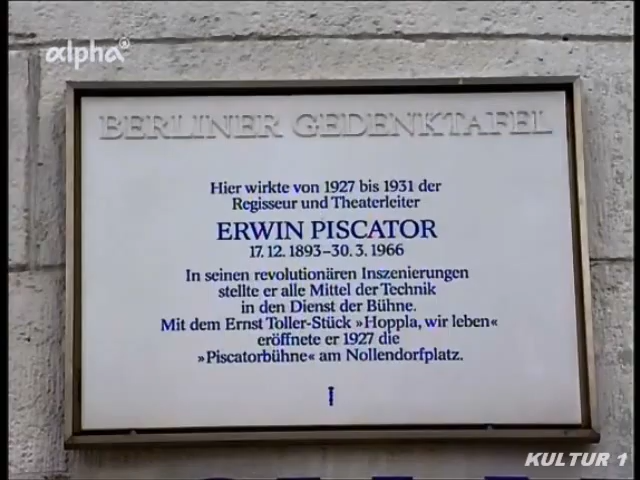 alpha
BERLINER GEDENKTAFEL
Hier wirkte von 1927 bis 1931 der
Regisseur und Theaterleiter
ERWIN PISCATOR
17. 12. 1893–30. 3. 1966
In seinen revolutionären Inszenierungen
stellte er alle Mittel der Technik
in den Dienst der Bühne.
Mit dem Ernst Toller-Stück »Hoppla, wir leben«
eröffnete er 1927 die
»Piscatorbühne« am Nollendorfplatz.
KULTUR 1